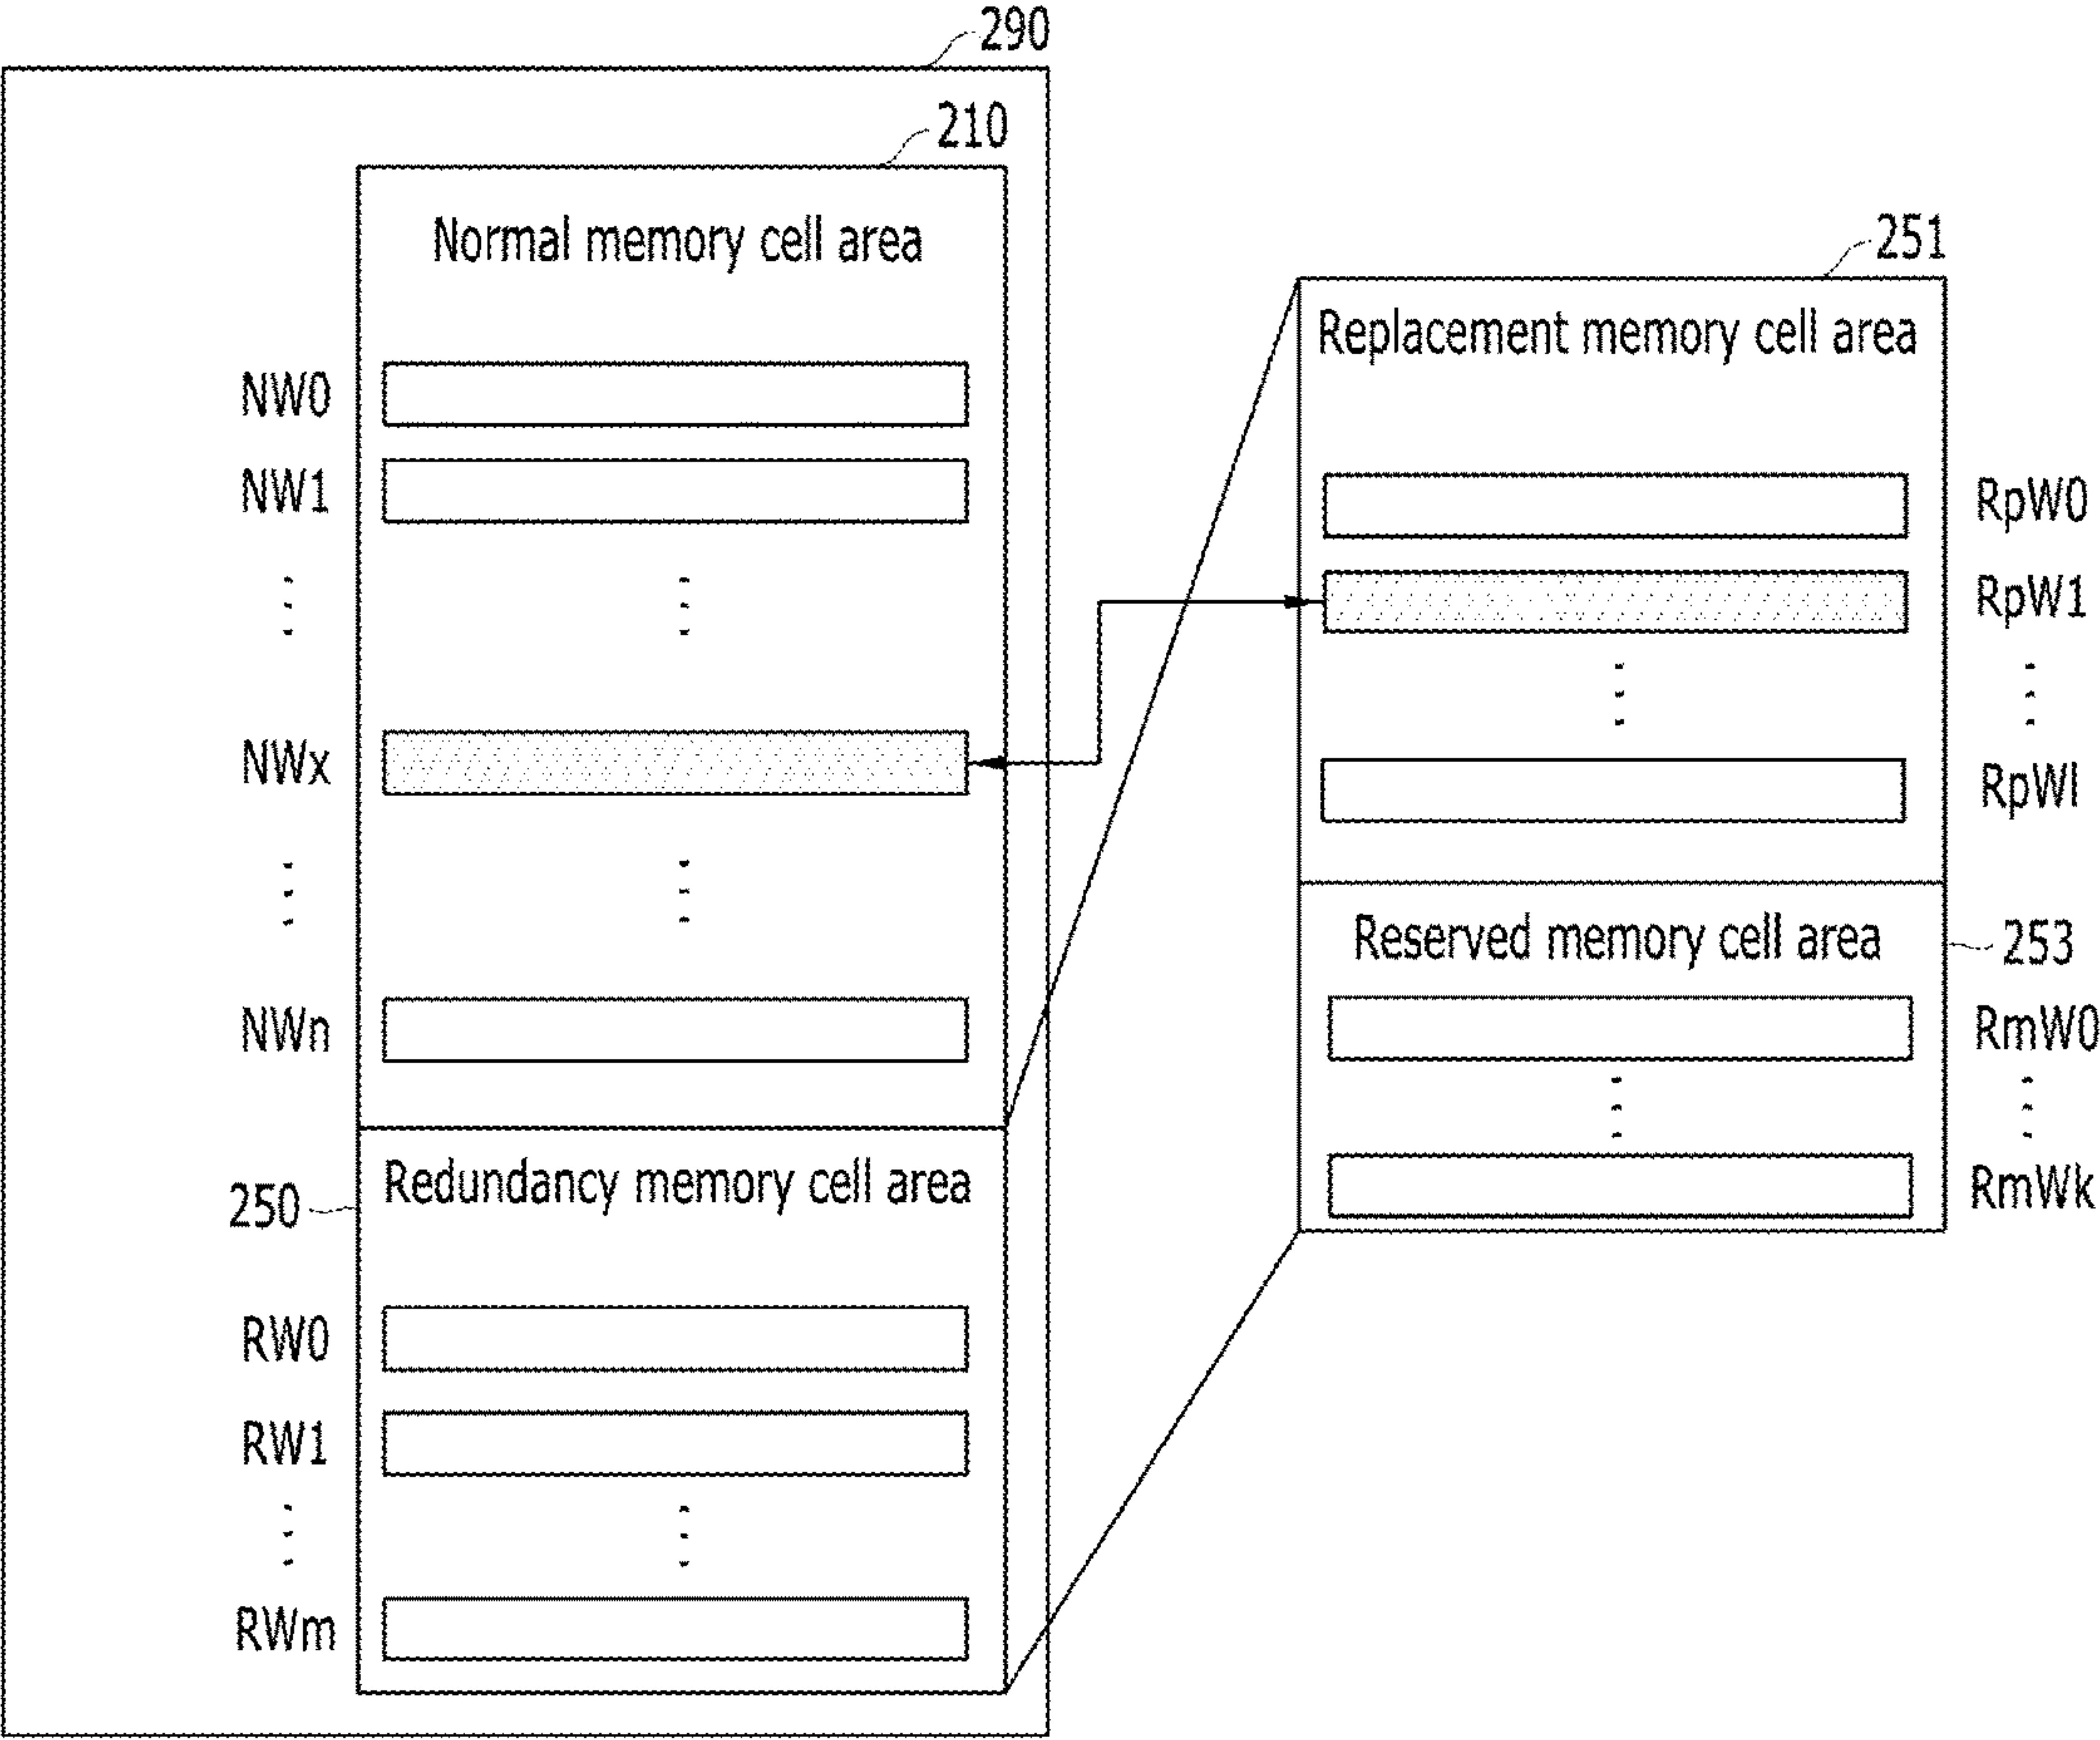 290
210
Normal memory cell area
NW0
NW1
NWx
NWn
250
Redundancy memory cell area
RW0
RW1
RWm
251
Replacement memory cell area
RpW0
RpW1
RpWl
Reserved memory cell area
253
RmW0
RmWk